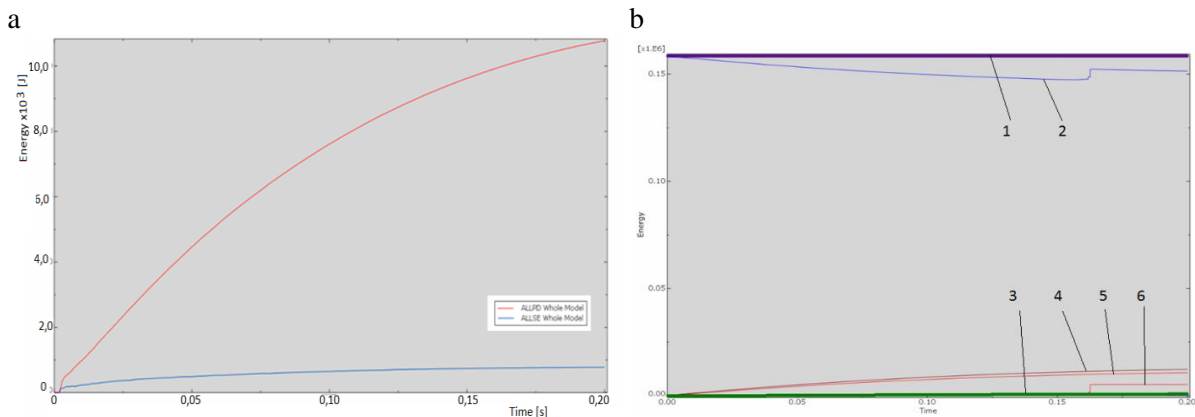 a
Energy x10 3 [J]
10,0
8,0
6,0
4,0
2,0
0
0
0,05
0,10
0,15
0,20
Time [s]
ALLPD Whole Model
ALLSE Whole Model
b
[x1.E6]
Energy
0.15
0.10
0.05
0.00
0.00
0.05
0.10
0.15
0.20
Time
1
2
3
4
5
6